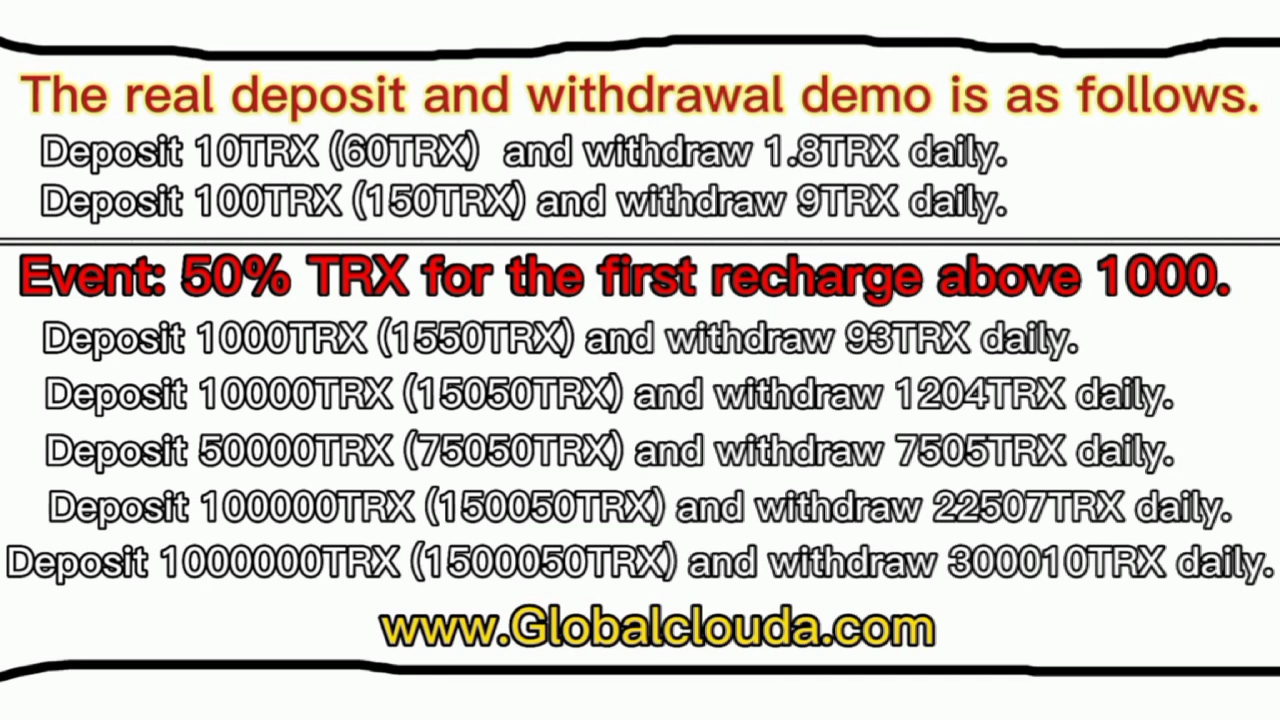 The real deposit and withdrawal demo is as follows.
Deposit 10TRX (60TRX) and withdraw 1.8TRX daily.
Deposit 100TRX (150TRX) and withdraw 9TRX daily.
Event: 50% TRX for the first recharge above 1000.
Deposit 1000TRX (1550TRX) and withdraw 93TRX daily.
Deposit 10000TRX (15050TRX) and withdraw 1204TRX daily.
Deposit 50000TRX (75050TRX) and withdraw 7505TRX daily.
Deposit 100000TRX (150050TRX) and withdraw 22507TRX daily.
Deposit 1000000TRX (1500050TRX) and withdraw 300010TRX daily.
www.Globalclouda.com